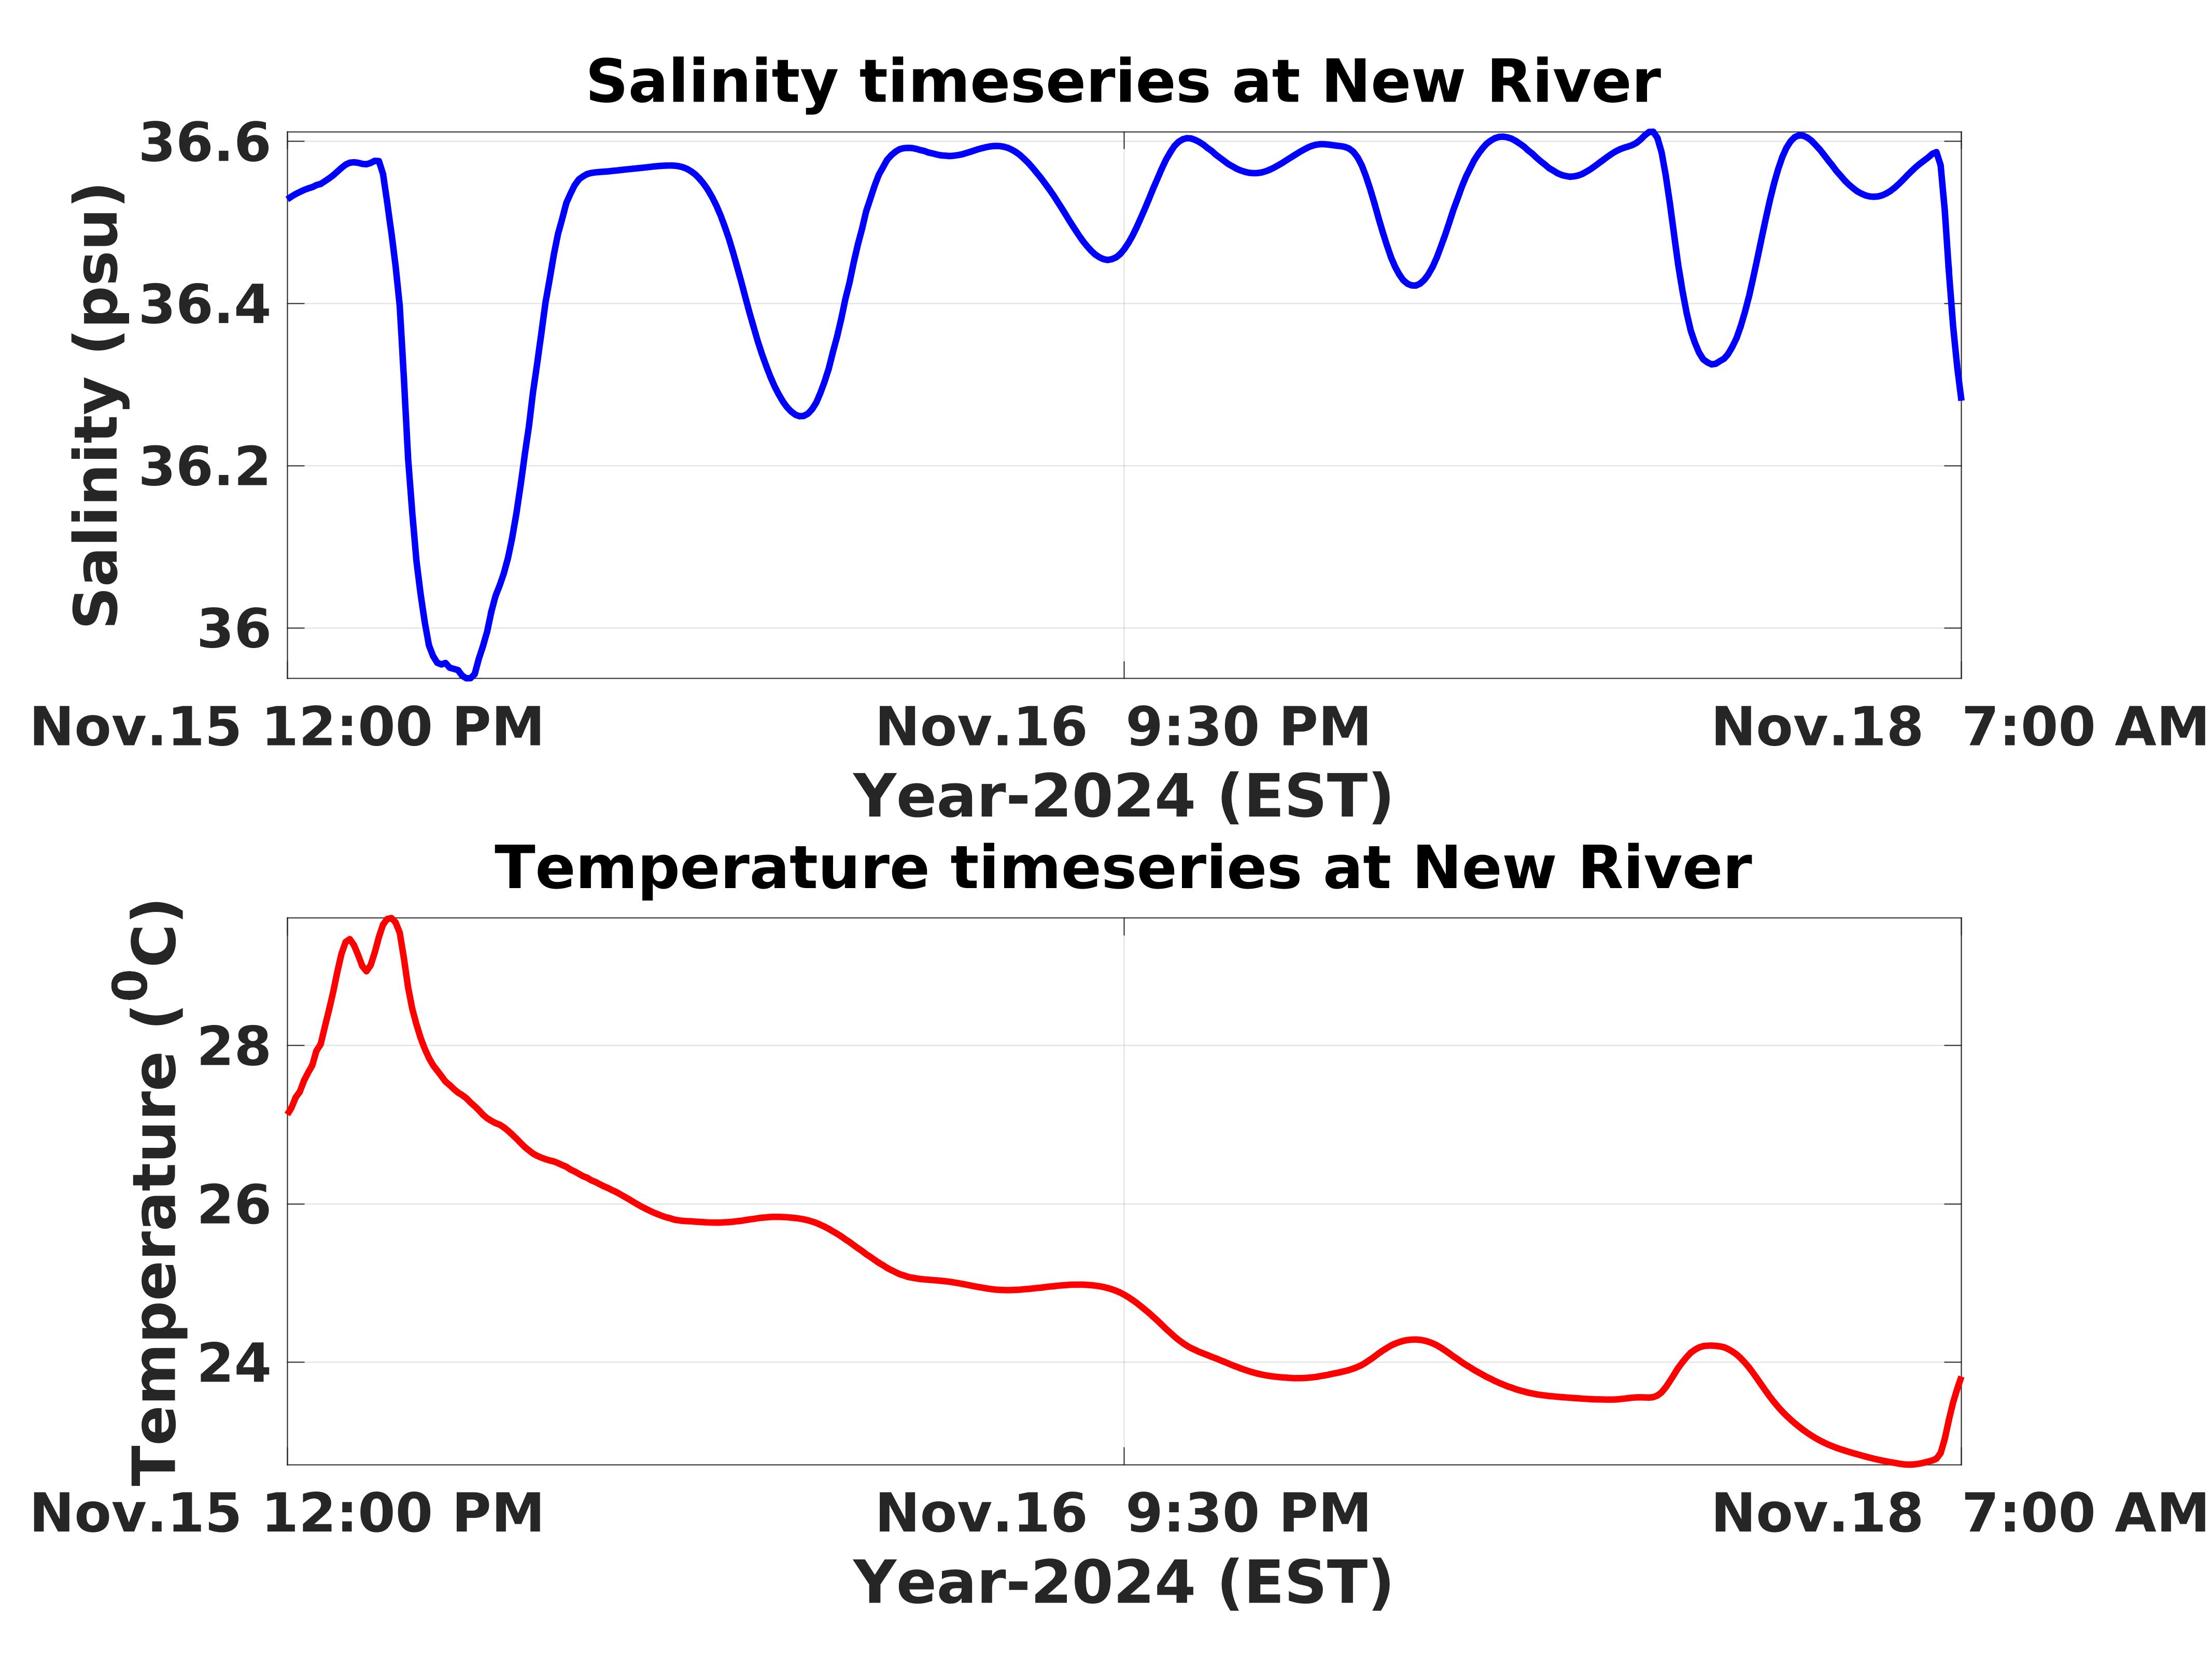 Salinity timeseries at New River
Salinity (psu)
36.6
36.4
36.2
36
Nov.15 12:00 PM Nov.16 9:30 PM Nov.18 7:00 AM
Year-2024 (EST)
Temperature timeseries at New River
Temperature (⁰C)
28
26
24
Nov.15 12:00 PM Nov.16 9:30 PM Nov.18 7:00 AM
Year-2024 (EST)